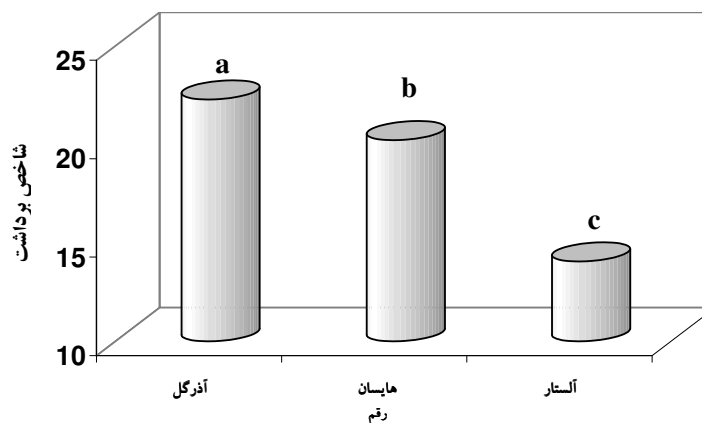 25
20
15
10
شاخص برداشت
a
b
c
آذرگل
هایسان
آلستار
رقم